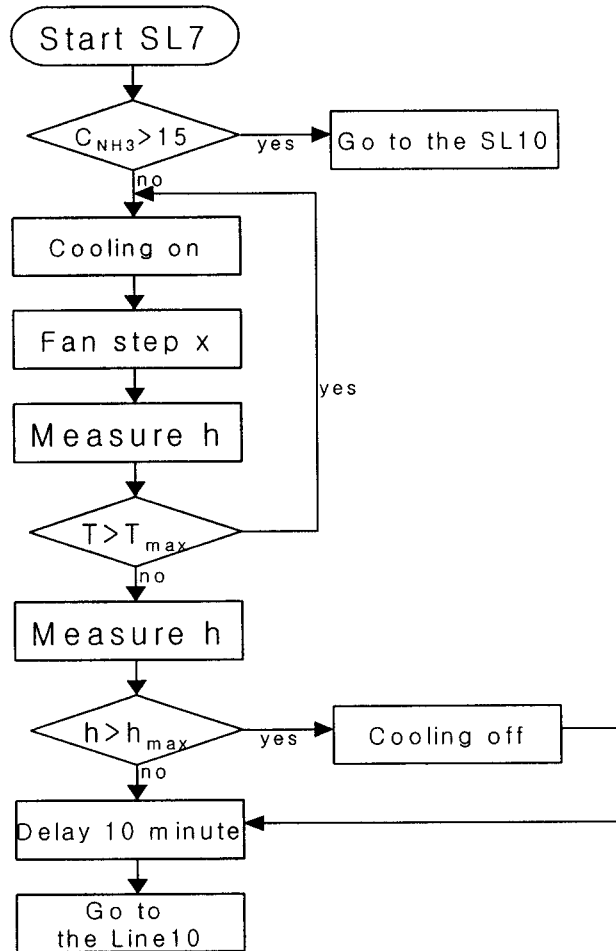 Start SL7
C_NH3>15
yes
Go to the SL10
no
Cooling on
Fan step x
yes
Measure h
T>T_max
no
Measure h
h>h_max
yes
Cooling off
no
Delay 10 minute
Go to
the Line10